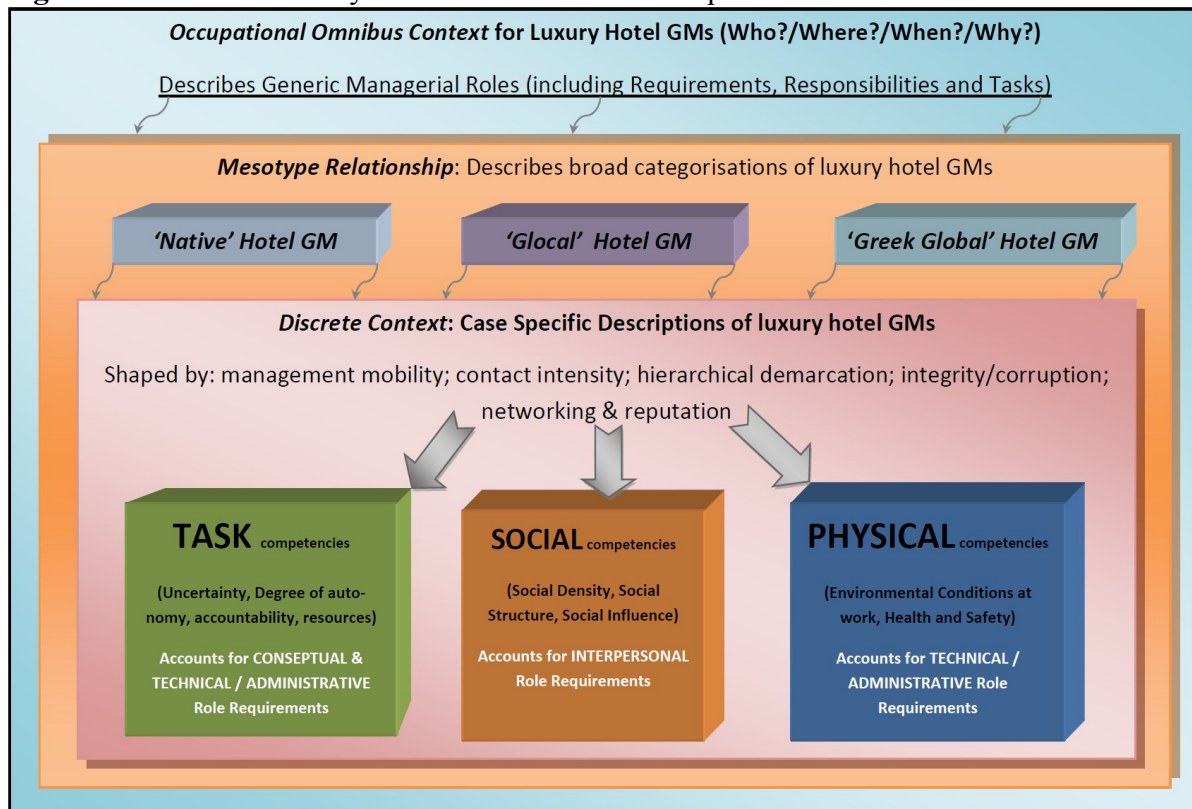 Occupational Omnibus Context for Luxury Hotel GMs (Who?/Where?/When?/Why?)
Describes Generic Managerial Roles (including Requirements, Responsibilities and Tasks)
Mesotype Relationship: Describes broad categorisations of luxury hotel GMs
‘Native’ Hotel GM
‘Glocal’ Hotel GM
‘Greek Global’ Hotel GM
Discrete Context: Case Specific Descriptions of luxury hotel GMs
Shaped by: management mobility; contact intensity; hierarchical demarcation; integrity/corruption;
networking & reputation
TASK competencies
(Uncertainty, Degree of auto-
nomy, accountability, resources)
Accounts for CONSEPTUAL &
TECHNICAL / ADMINISTRATIVE
Role Requirements
SOCIAL competencies
(Social Density, Social
Structure, Social Influence)
Accounts for INTERPERSONAL
Role Requirements
PHYSICAL competencies
(Environmental Conditions at
work, Health and Safety)
Accounts for TECHNICAL /
ADMINISTRATIVE Role
Requirements